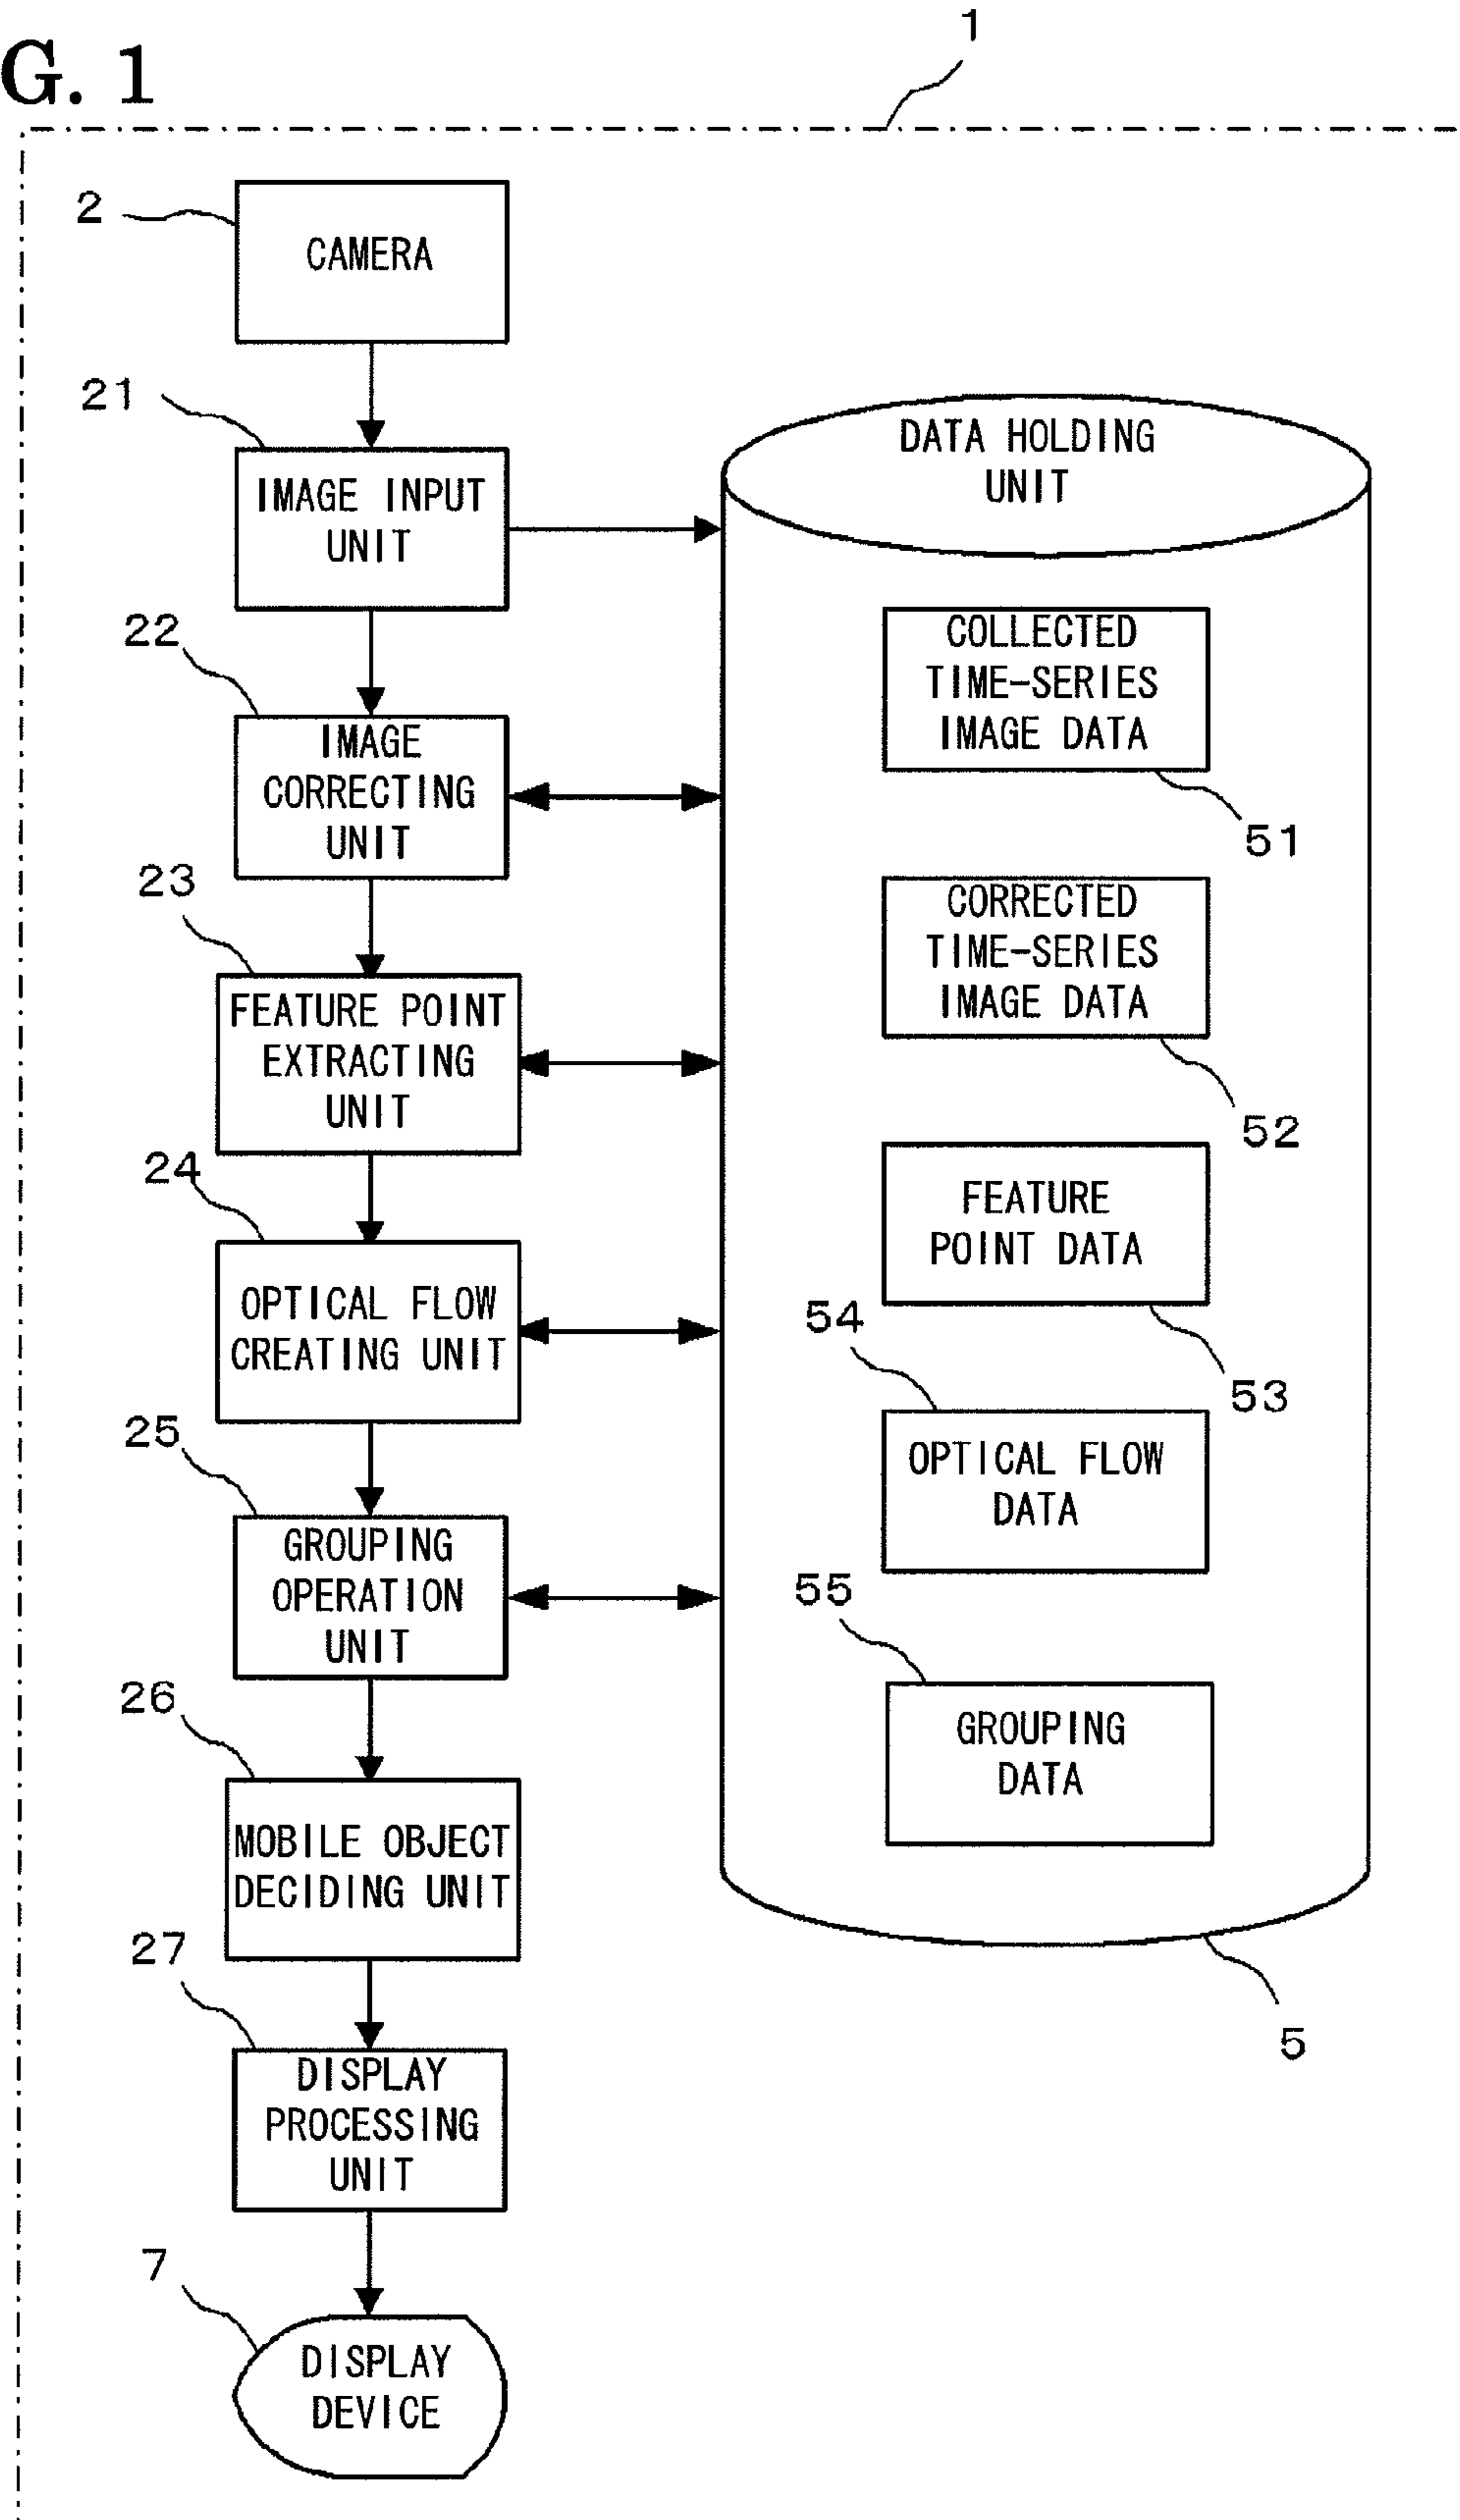 G. 1
1
2
CAMERA
21
IMAGE INPUT
UNIT
DATA HOLDING
UNIT
22
IMAGE
CORRECTING
UNIT
COLLECTED
TIME-SERIES
IMAGE DATA
51
23
FEATURE POINT
EXTRACTING
UNIT
CORRECTED
TIME-SERIES
IMAGE DATA
52
24
OPTICAL FLOW
CREATING UNIT
FEATURE
POINT DATA
53
54
OPTICAL FLOW
DATA
25
GROUPING
OPERATION
UNIT
55
GROUPING
DATA
26
MOBILE OBJECT
DECIDING UNIT
5
27
DISPLAY
PROCESSING
UNIT
7
DISPLAY
DEVICE